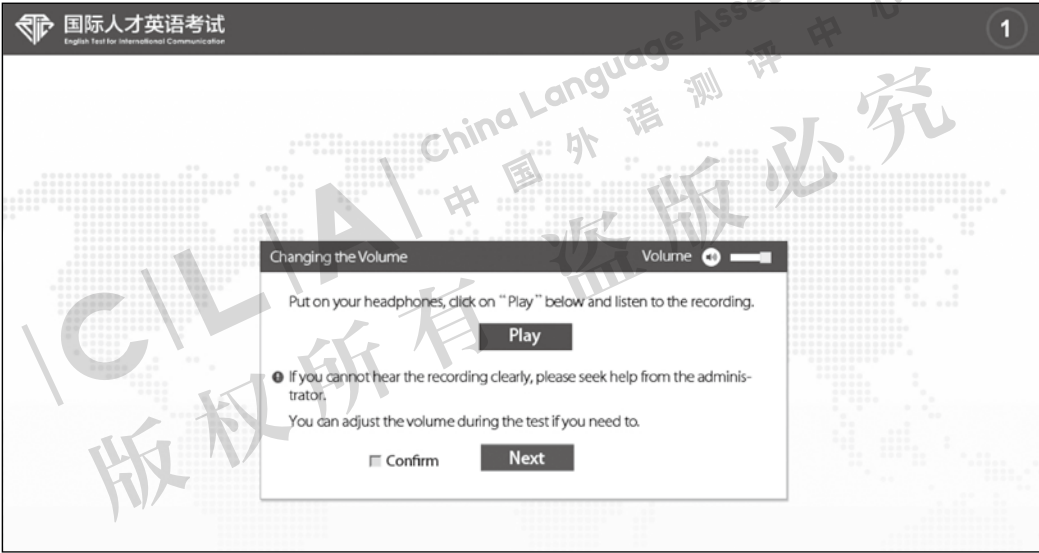 国际人才英语考试
English Test for International Communication
1
China Language Asse
中国外语测评中心
CLA
版权所有 盗版必究
Changing the Volume
Volume
Put on your headphones, click on “Play” below and listen to the recording.
Play
If you cannot hear the recording clearly, please seek help from the adminis-
trator.
You can adjust the volume during the test if you need to.
Confirm
Next